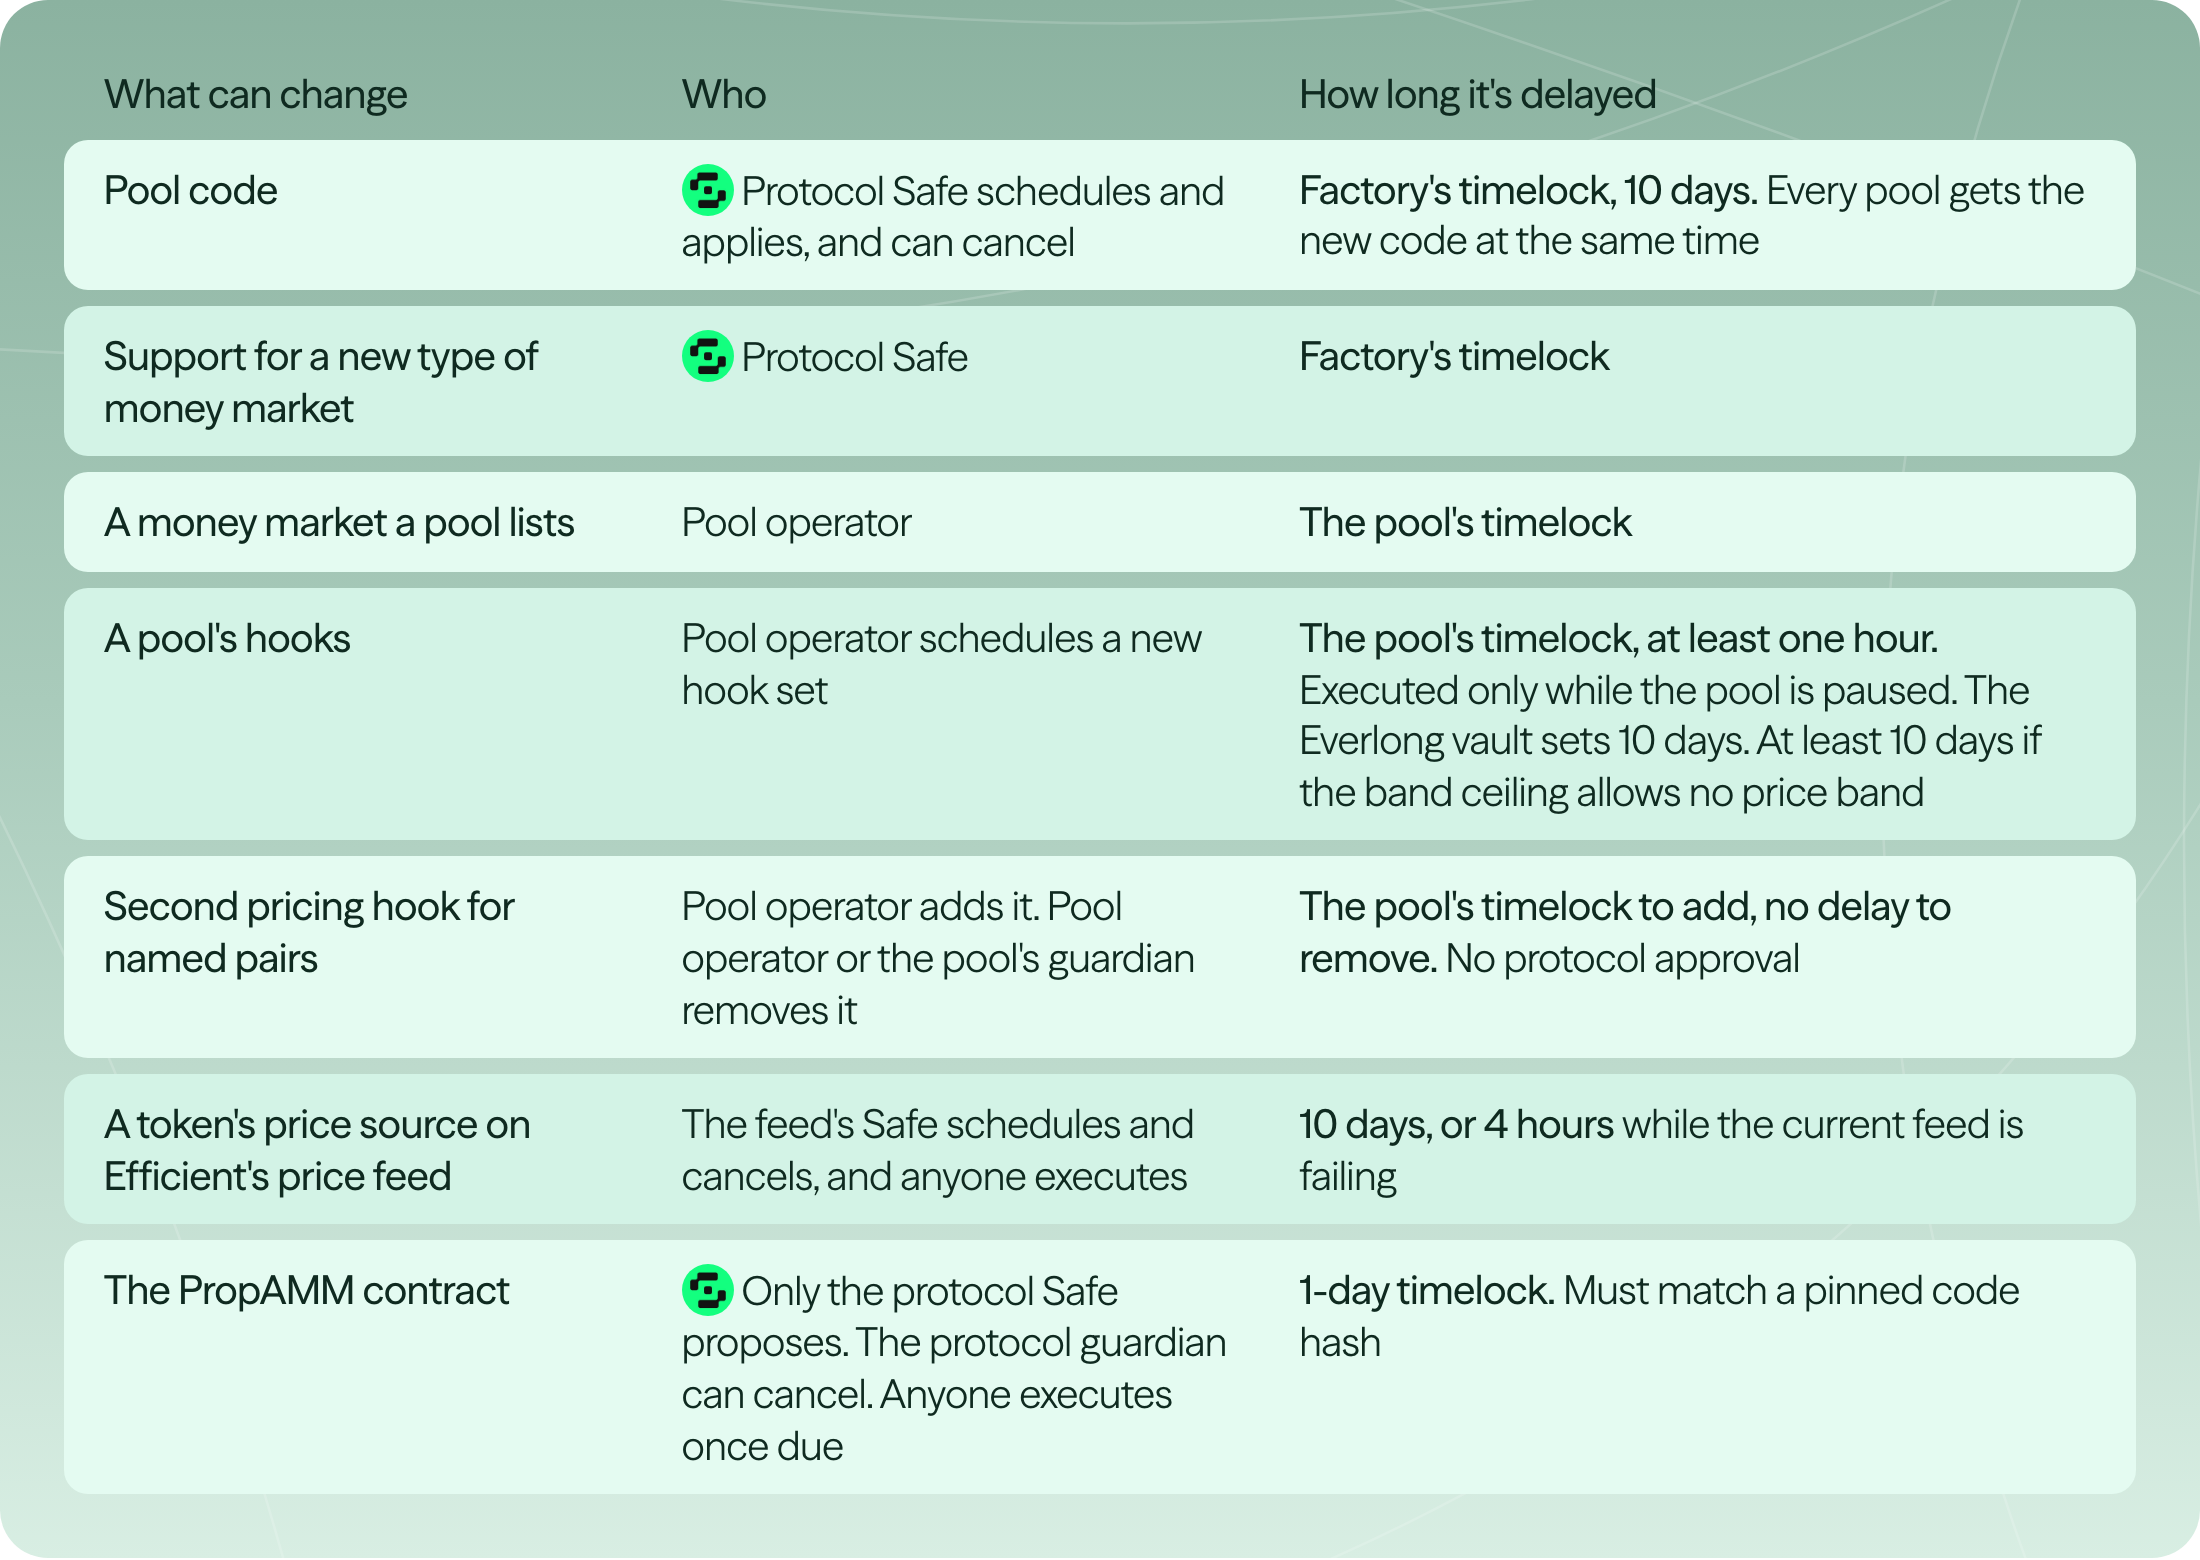 What can change
Who
How long it's delayed
Pool code
Protocol Safe schedules and
applies, and can cancel
Factory's timelock, 10 days. Every pool gets the
new code at the same time
Support for a new type of
money market
Protocol Safe
Factory's timelock
A money market a pool lists
Pool operator
The pool's timelock
A pool's hooks
Pool operator schedules a new
hook set
The pool's timelock, at least one hour.
Executed only while the pool is paused. The
Everlong vault sets 10 days. At least 10 days if
the band ceiling allows no price band
Second pricing hook for
named pairs
Pool operator adds it. Pool
operator or the pool's guardian
removes it
The pool's timelock to add, no delay to
remove. No protocol approval
A token's price source on
Efficient's price feed
The feed's Safe schedules and
cancels, and anyone executes
10 days, or 4 hours while the current feed is
failing
The PropAMM contract
Only the protocol Safe
proposes. The protocol guardian
can cancel. Anyone executes
once due
1-day timelock. Must match a pinned code
hash